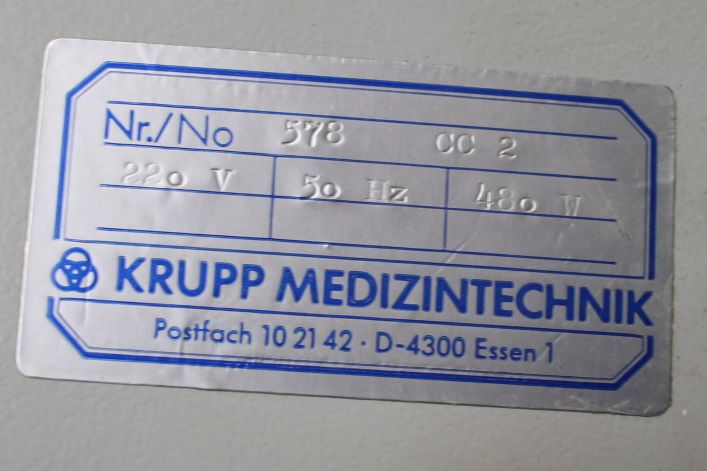 Nr./No 578 CC 2
220 V 50 Hz 480 W
KRUPP MEDIZINTECHNIK
Postfach 10 21 42 · D-4300 Essen 1